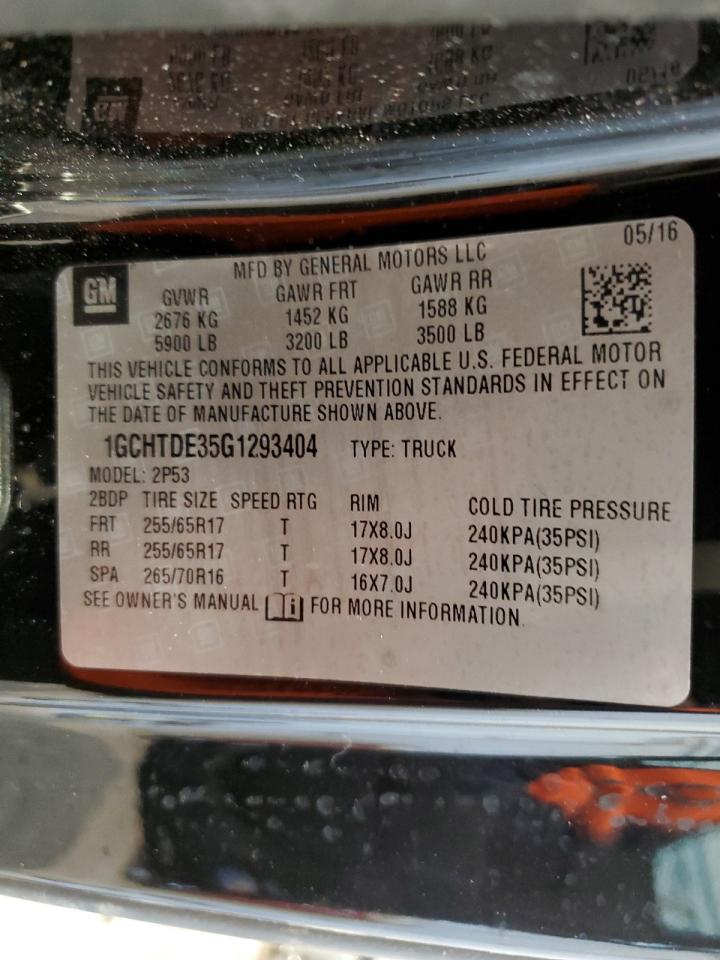 05/16
MFD BY GENERAL MOTORS LLC
GM
GVWR GAWR FRT GAWR RR
2676 KG 1452 KG 1588 KG
5900 LB 3200 LB 3500 LB
THIS VEHICLE CONFORMS TO ALL APPLICABLE U.S. FEDERAL MOTOR
VEHICLE SAFETY AND THEFT PREVENTION STANDARDS IN EFFECT ON
THE DATE OF MANUFACTURE SHOWN ABOVE.
1GCHTDE35G1293404 TYPE: TRUCK
MODEL: 2P53
2BDP TIRE SIZE SPEED RTG RIM COLD TIRE PRESSURE
FRT 255/65R17 T 17X8.0J 240KPA(35PSI)
RR 255/65R17 T 17X8.0J 240KPA(35PSI)
SPA 265/70R16 T 16X7.0J 240KPA(35PSI)
SEE OWNER'S MANUAL FOR MORE INFORMATION.